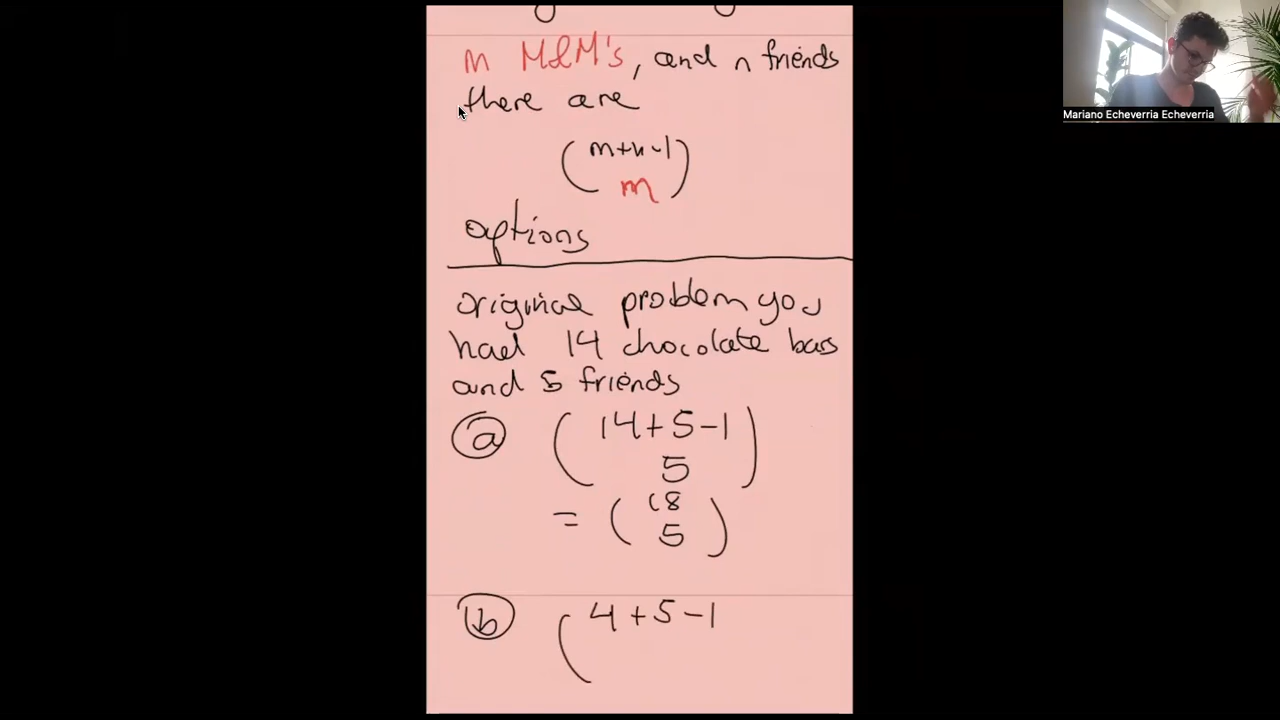 m M&M's, and n friends
there are
(m+n-1
m)
options
original problem you
had 14 chocolate bars
and 5 friends
a (14+5-1
5)
= (18
5)
b (4+5-1
Mariano Echeverria Echeverria